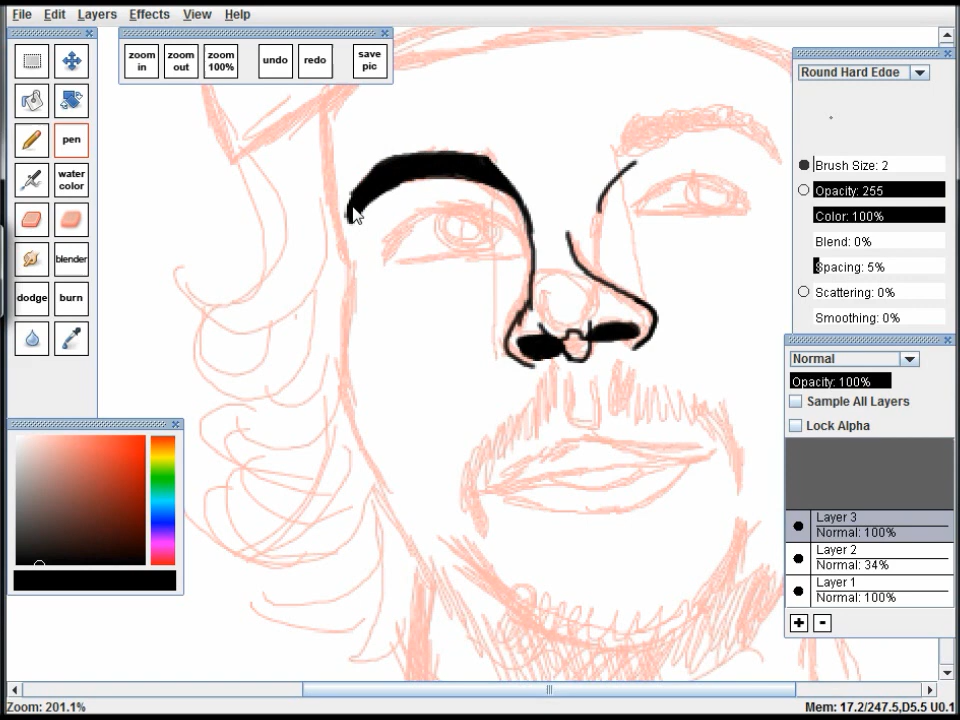 File Edit Layers Effects View Help
zoom in
zoom out
zoom 100%
undo
redo
save pic
pen
water color
blender
dodge
burn
Round Hard Edge
Brush Size: 2
Opacity: 255
Color: 100%
Blend: 0%
Spacing: 5%
Scattering: 0%
Smoothing: 0%
Normal
Opacity: 100%
Sample All Layers
Lock Alpha
Layer 3
Normal: 100%
Layer 2
Normal: 34%
Layer 1
Normal: 100%
+ -
Zoom: 201.1% Mem: 17.2/247.5,D5.5 U0.1